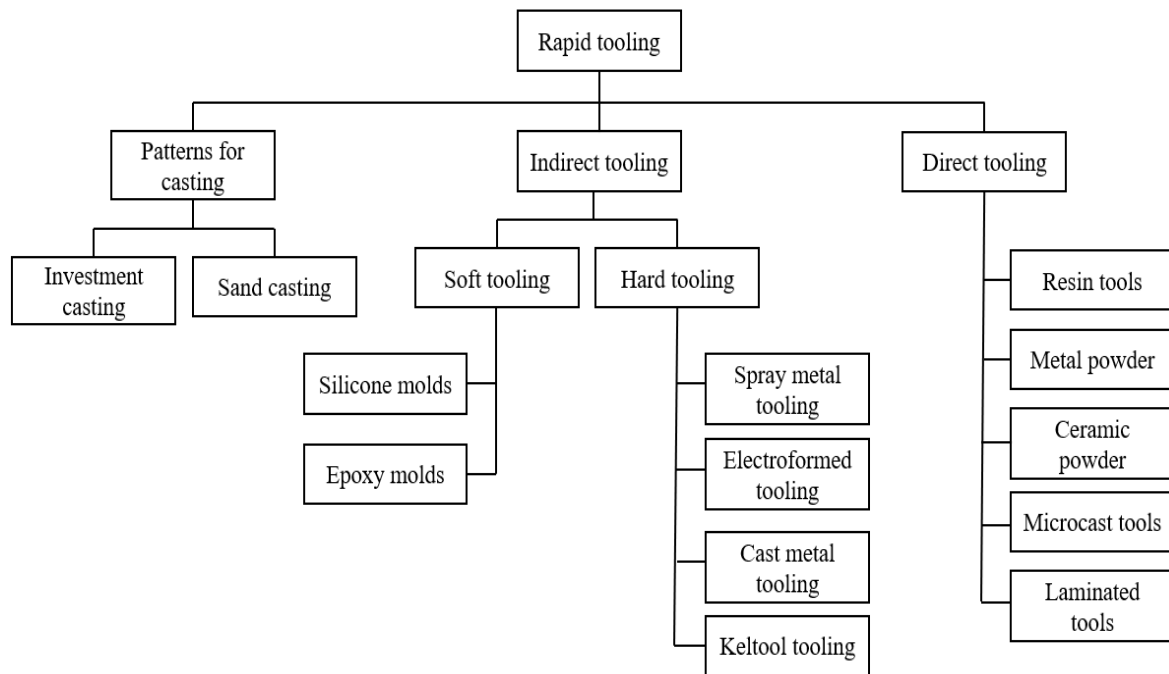 Rapid tooling
Patterns for
casting
Indirect tooling
Direct tooling
Investment
casting
Sand casting
Soft tooling
Hard tooling
Resin tools
Silicone molds
Spray metal
tooling
Metal powder
Epoxy molds
Electroformed
tooling
Ceramic
powder
Cast metal
tooling
Microcast tools
Keltool tooling
Laminated
tools